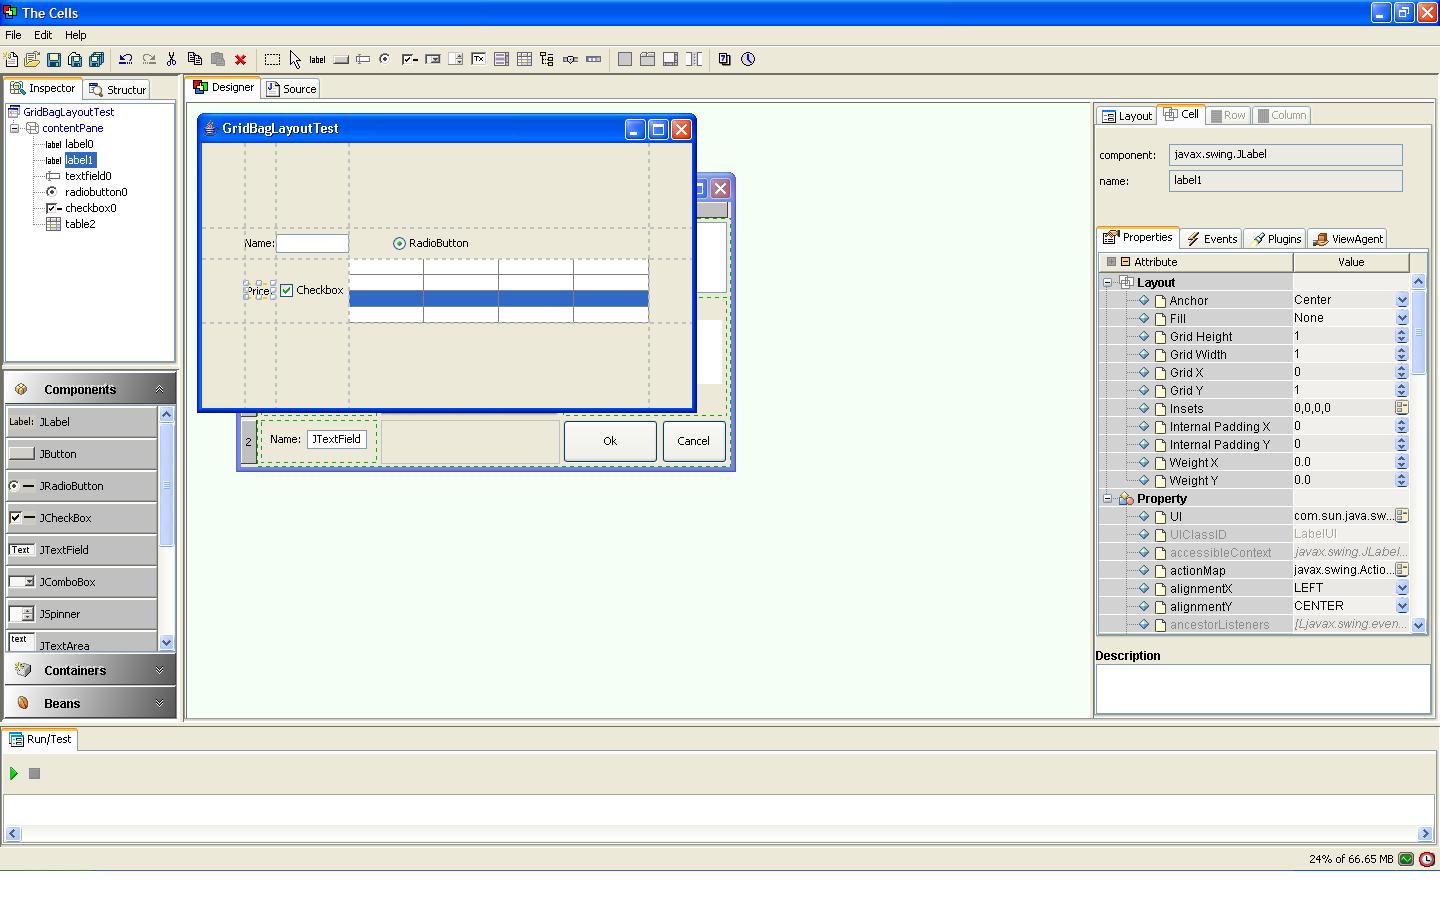 The Cells
File Edit Help
label Tx
Inspector Structur
GridBagLayoutTest
contentPane
label label0
label label1
textfield0
radiobutton0
checkbox0
table2
Components
Label: JLabel
JButton
JRadioButton
JCheckBox
Text JTextField
JComboBox
JSpinner
text JTextArea
Containers
Beans
Designer Source
GridBagLayoutTest
Name: RadioButton
Price: Checkbox
2 Name: JTextField Ok Cancel
Layout Cell Row Column
component: javax.swing.JLabel
name: label1
Properties Events Plugins ViewAgent
Attribute Value
Layout
Anchor Center
Fill None
Grid Height 1
Grid Width 1
Grid X 0
Grid Y 1
Insets 0,0,0,0
Internal Padding X 0
Internal Padding Y 0
Weight X 0.0
Weight Y 0.0
Property
UI com.sun.java.sw...
UIClassID LabelUI
accessibleContext javax.swing.JLabel...
actionMap javax.swing.Actio...
alignmentX LEFT
alignmentY CENTER
ancestorListeners [Ljavax.swing.even...
Description
Run/Test
24% of 66.65 MB